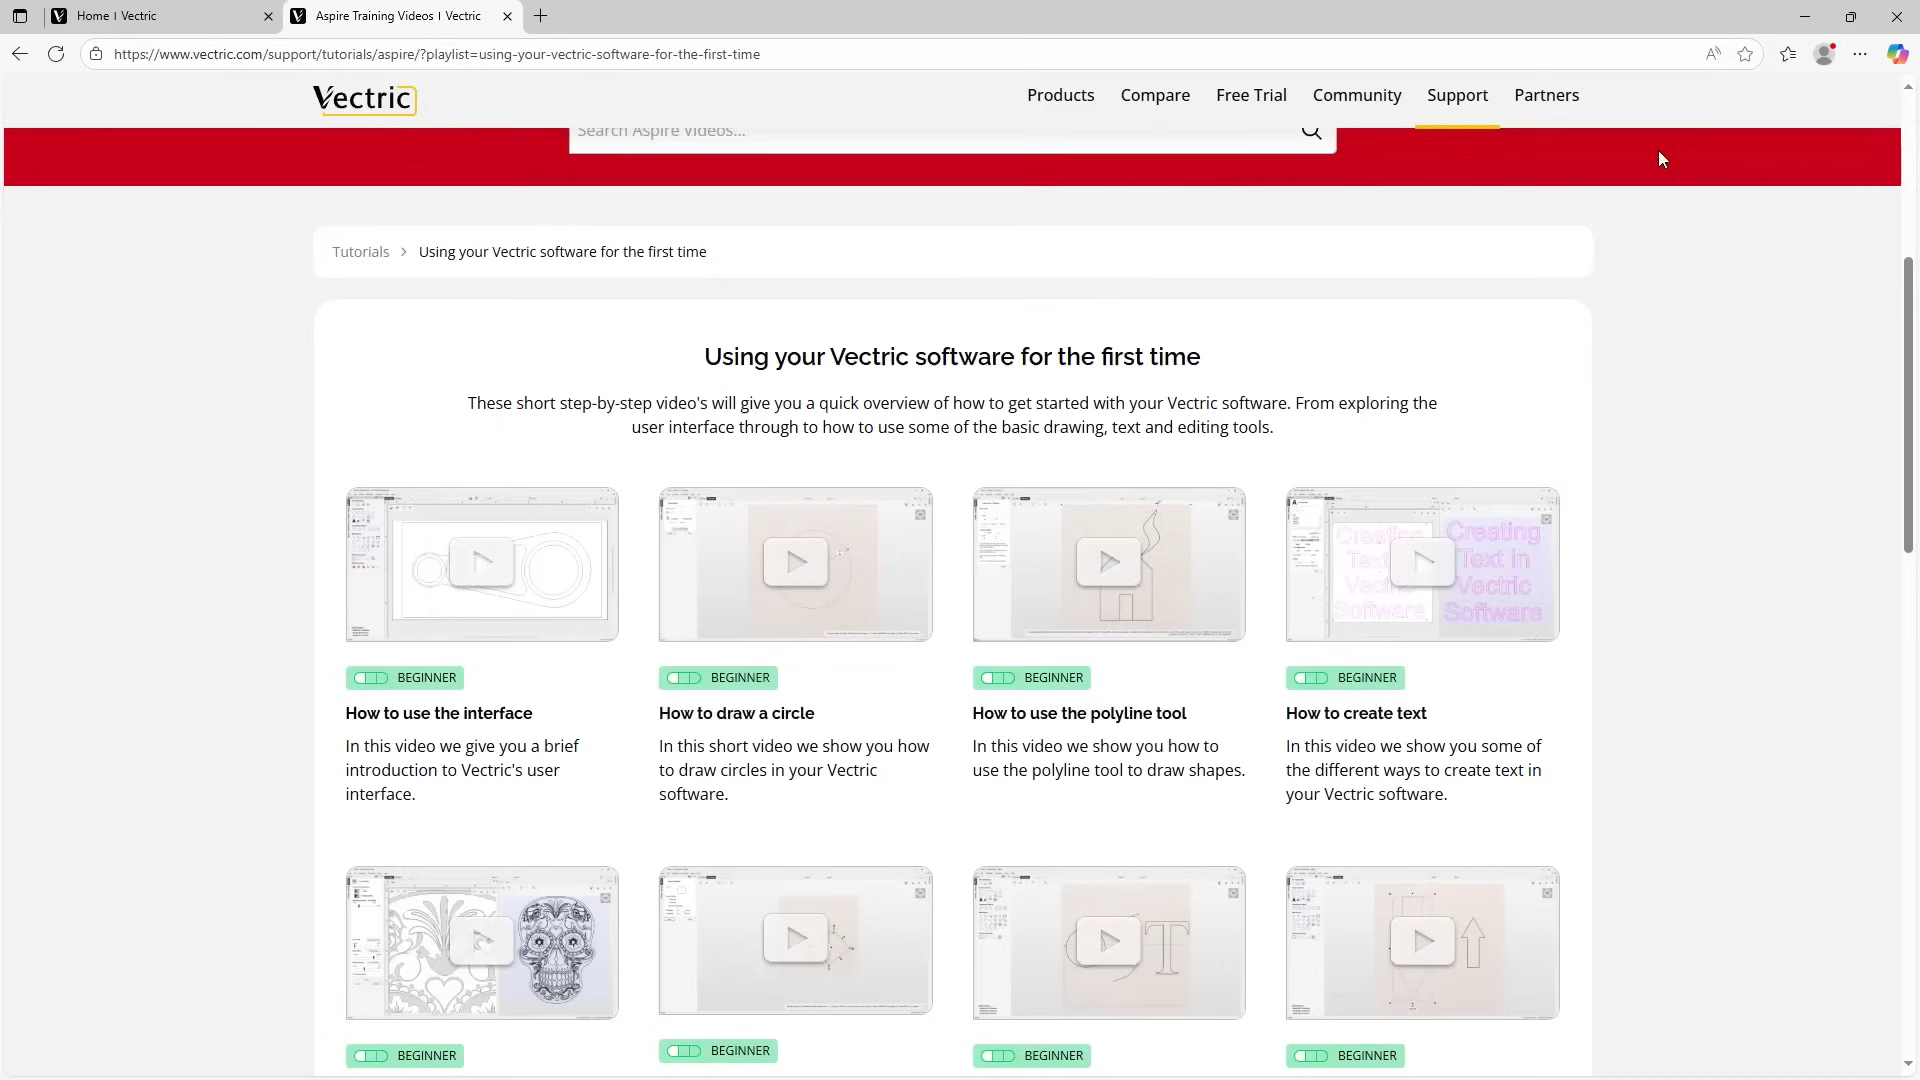 Home | Vectric
Aspire Training Videos | Vectric
https://www.vectric.com/support/tutorials/aspire/?playlist=using-your-vectric-software-for-the-first-time
Vectric
Products
Compare
Free Trial
Community
Support
Partners
Search Aspire Videos...
Tutorials > Using your Vectric software for the first time
Using your Vectric software for the first time
These short step-by-step video's will give you a quick overview of how to get started with your Vectric software. From exploring the
user interface through to how to use some of the basic drawing, text and editing tools.
Creating
Text in
Vectric
Software
BEGINNER
How to use the interface
In this video we give you a brief
introduction to Vectric's user
interface.
BEGINNER
How to draw a circle
In this short video we show you how
to draw circles in your Vectric
software.
BEGINNER
How to use the polyline tool
In this video we show you how to
use the polyline tool to draw shapes.
BEGINNER
How to create text
In this video we show you some of
the different ways to create text in
your Vectric software.
BEGINNER
BEGINNER
BEGINNER
BEGINNER